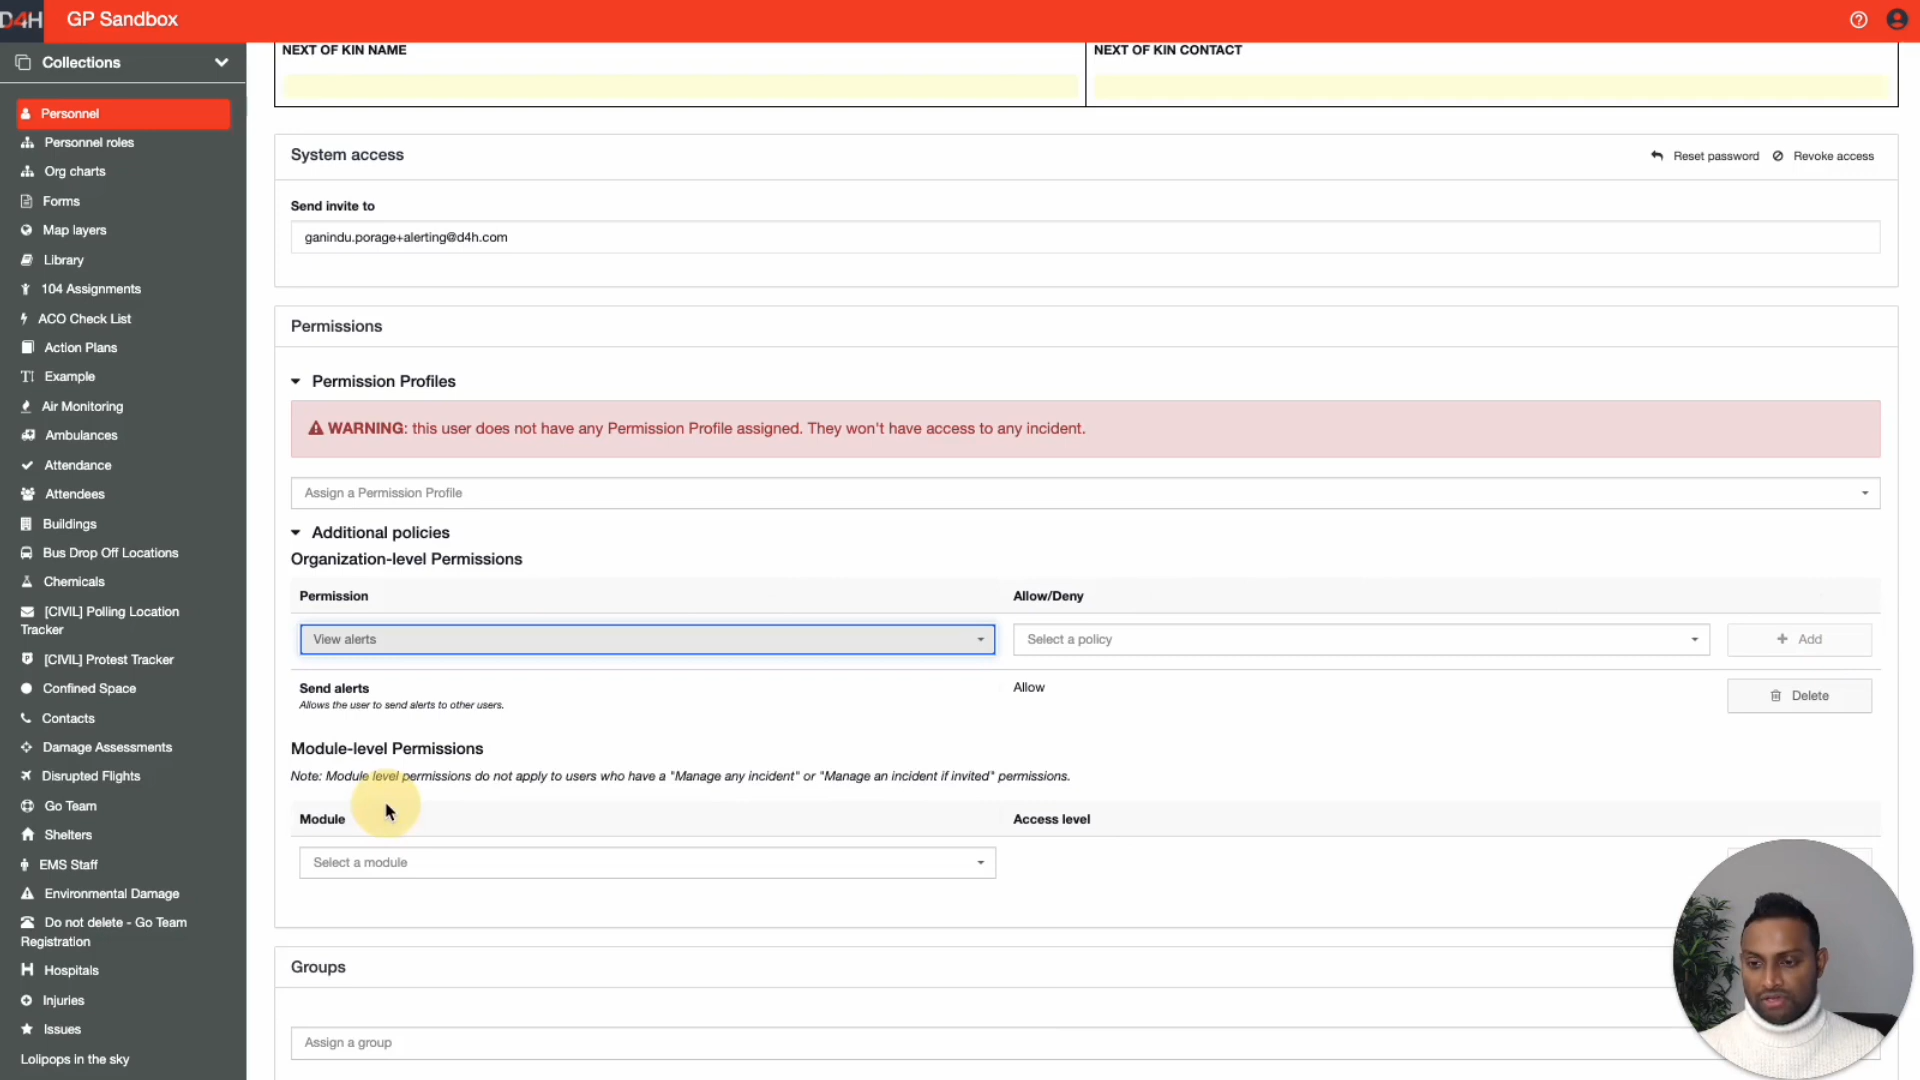 D4H
GP Sandbox
Collections
Personnel
Personnel roles
Org charts
Forms
Map layers
Library
104 Assignments
ACO Check List
Action Plans
Example
Air Monitoring
Ambulances
Attendance
Attendees
Buildings
Bus Drop Off Locations
Chemicals
[CIVIL] Polling Location
Tracker
[CIVIL] Protest Tracker
Confined Space
Contacts
Damage Assessments
Disrupted Flights
Go Team
Shelters
EMS Staff
Environmental Damage
Do not delete - Go Team
Registration
Hospitals
Injuries
Issues
Lolipops in the sky
NEXT OF KIN NAME
NEXT OF KIN CONTACT
System access
Reset password
Revoke access
Send invite to
ganindu.porage+alerting@d4h.com
Permissions
Permission Profiles
WARNING: this user does not have any Permission Profile assigned. They won't have access to any incident.
Assign a Permission Profile
Additional policies
Organization-level Permissions
Permission
Allow/Deny
View alerts
Select a policy
+ Add
Send alerts
Allow
Delete
Allows the user to send alerts to other users.
Module-level Permissions
Note: Module level permissions do not apply to users who have a "Manage any incident" or "Manage an incident if invited" permissions.
Module
Access level
Select a module
Groups
Assign a group